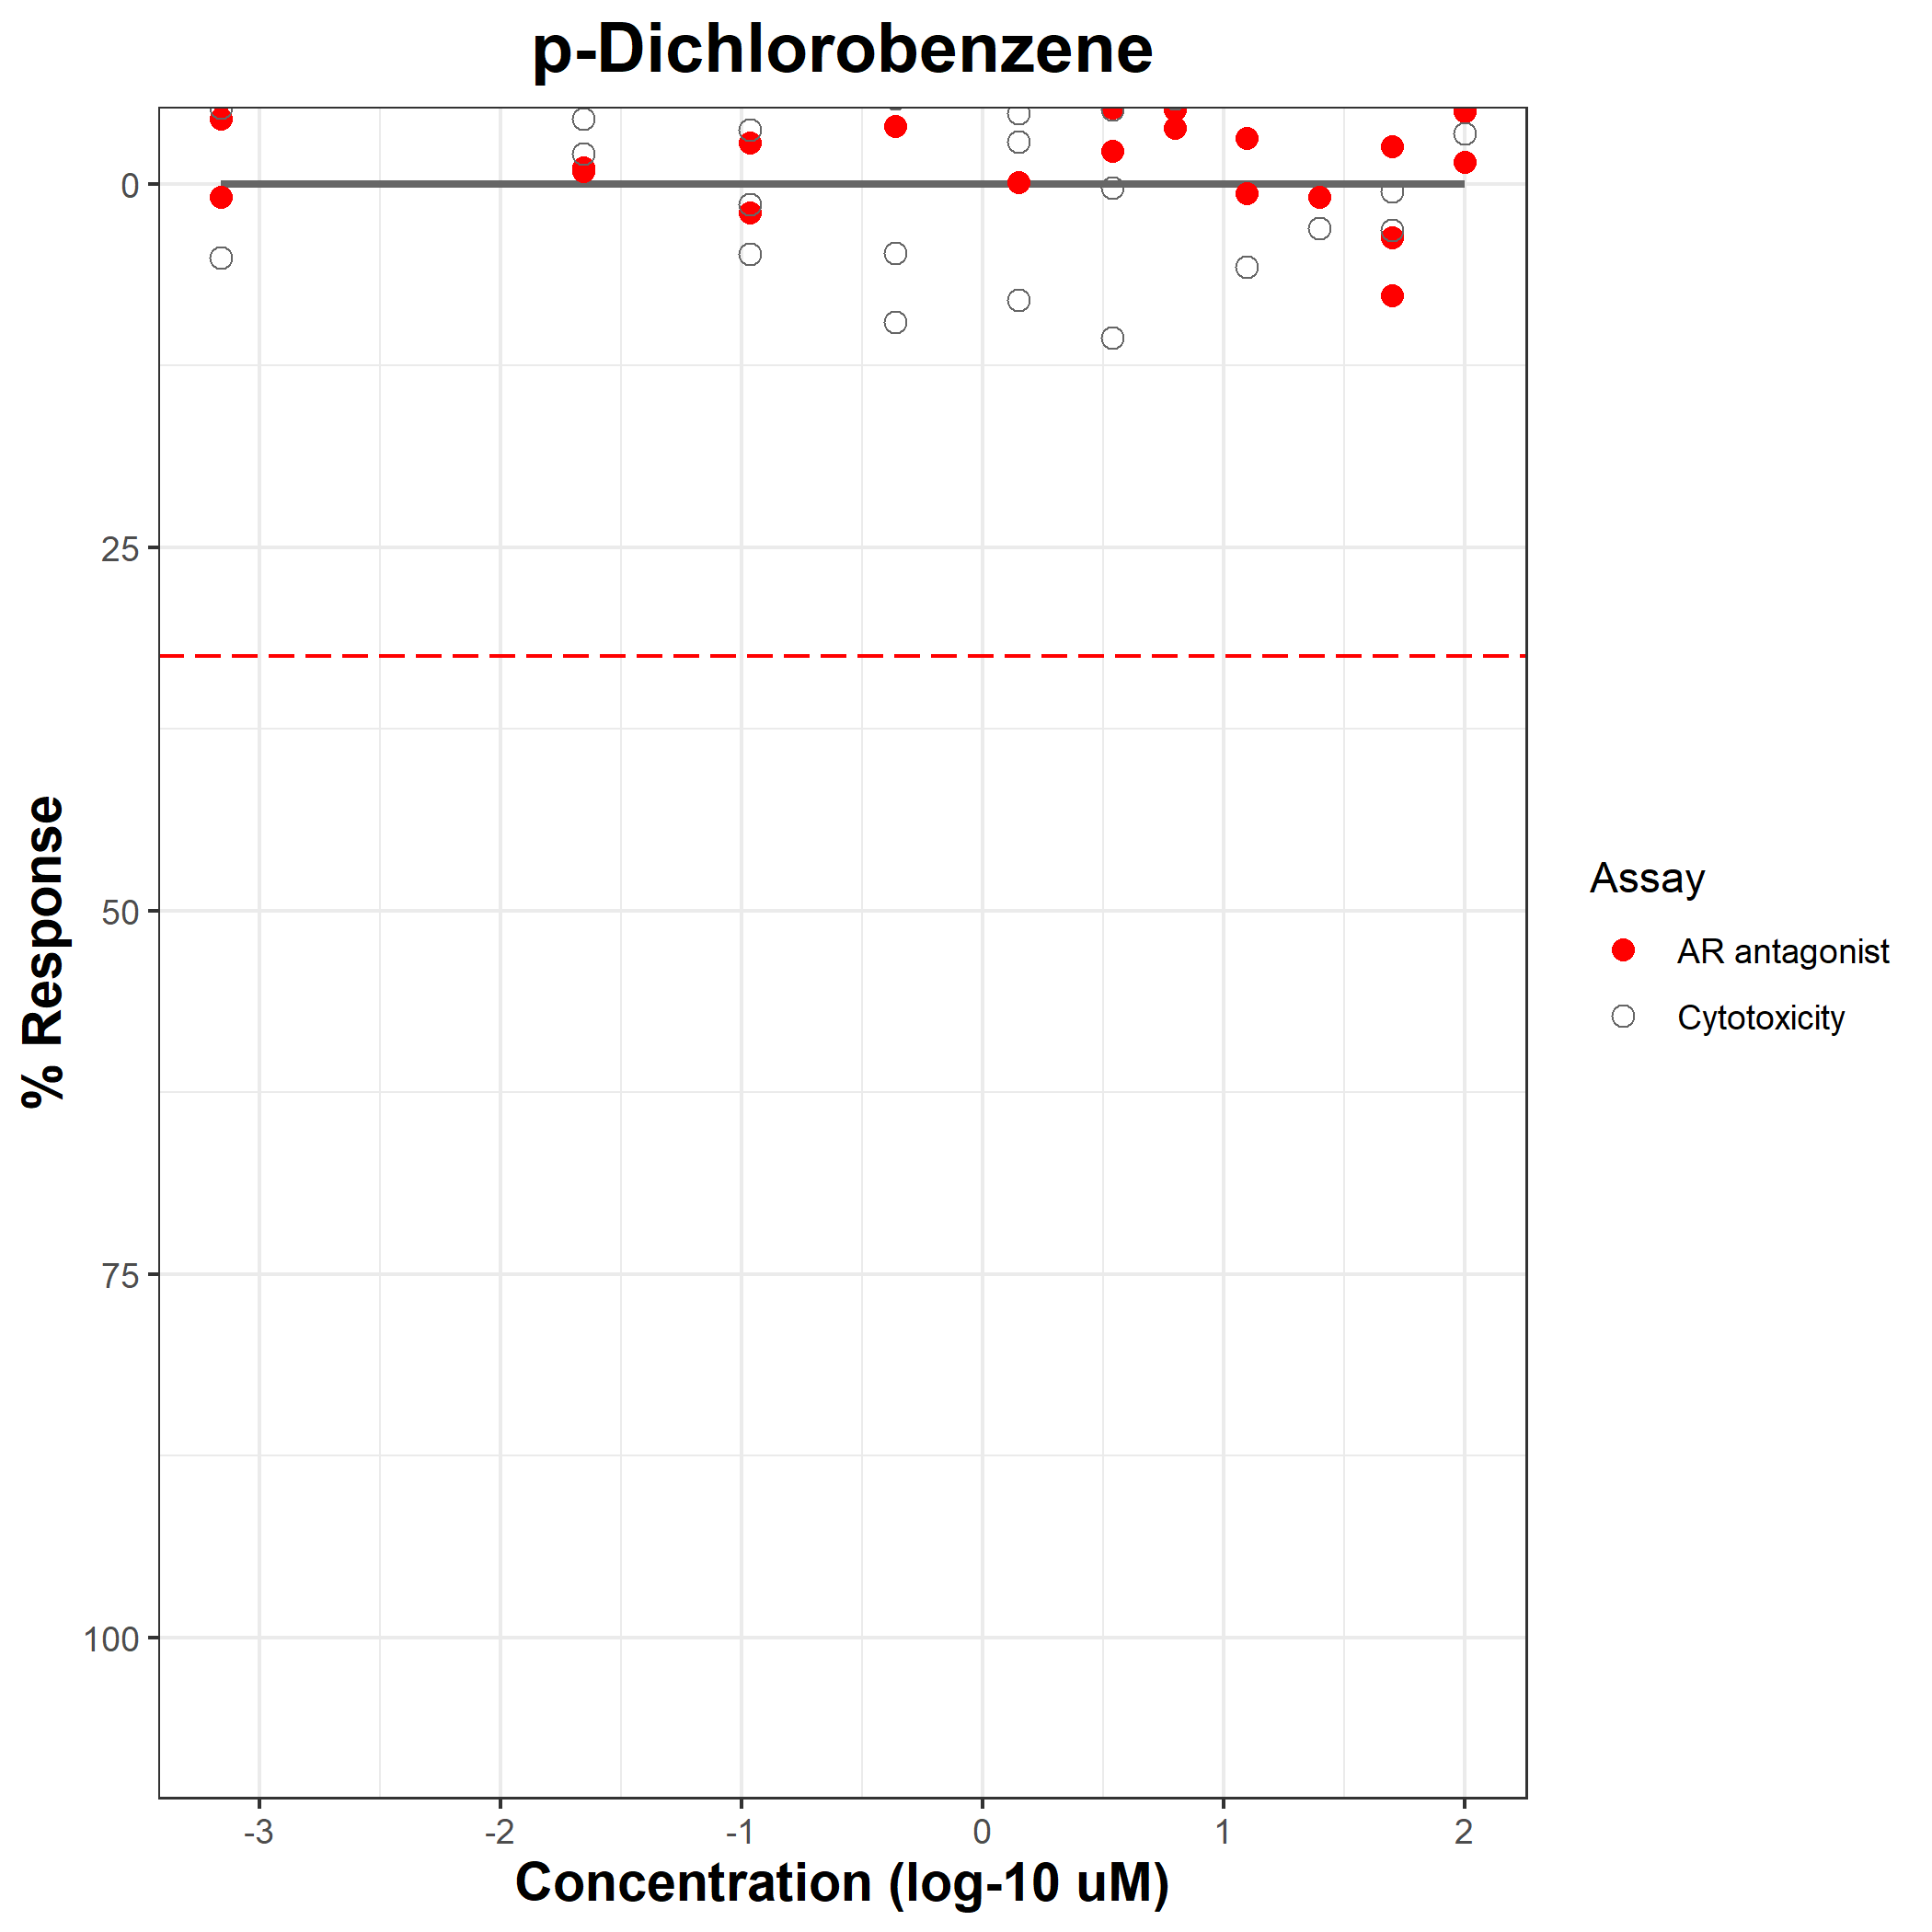 p-Dichlorobenzene
% Response
0
25
50
75
100
-3
-2
-1
0
1
2
Concentration (log-10 uM)
Assay
AR antagonist
Cytotoxicity